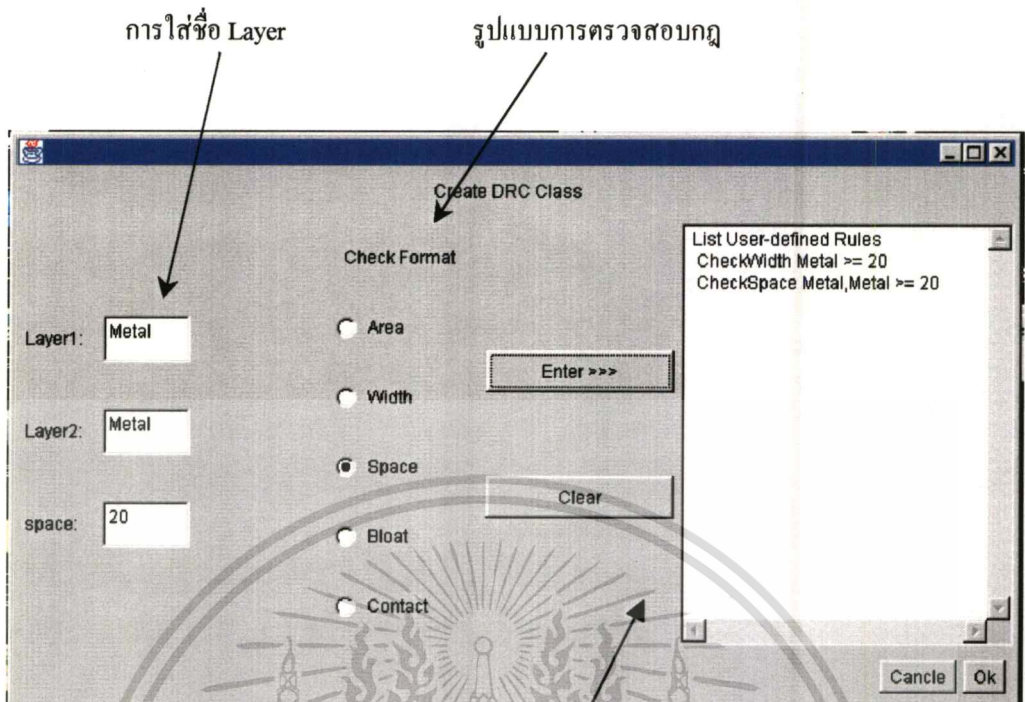 การใส่ชื่อ Layer
รูปแบบการตรวจสอบกฎ
Create DRC Class
Check Format
Layer1: Metal
Layer2: Metal
space: 20
Area
Width
Space
Bloat
Contact
Enter >>>
Clear
List User-defined Rules
CheckWidth Metal >= 20
CheckSpace Metal,Metal >= 20
Cancle
Ok